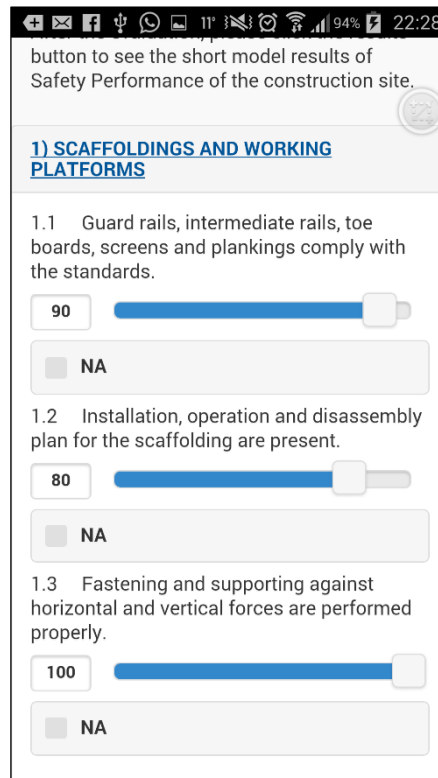 11° 94% 22:28
button to see the short model results of
Safety Performance of the construction site.
1) SCAFFOLDINGS AND WORKING
PLATFORMS
1.1 Guard rails, intermediate rails, toe
boards, screens and plankings comply with
the standards.
90
NA
1.2 Installation, operation and disassembly
plan for the scaffolding are present.
80
NA
1.3 Fastening and supporting against
horizontal and vertical forces are performed
properly.
100
NA